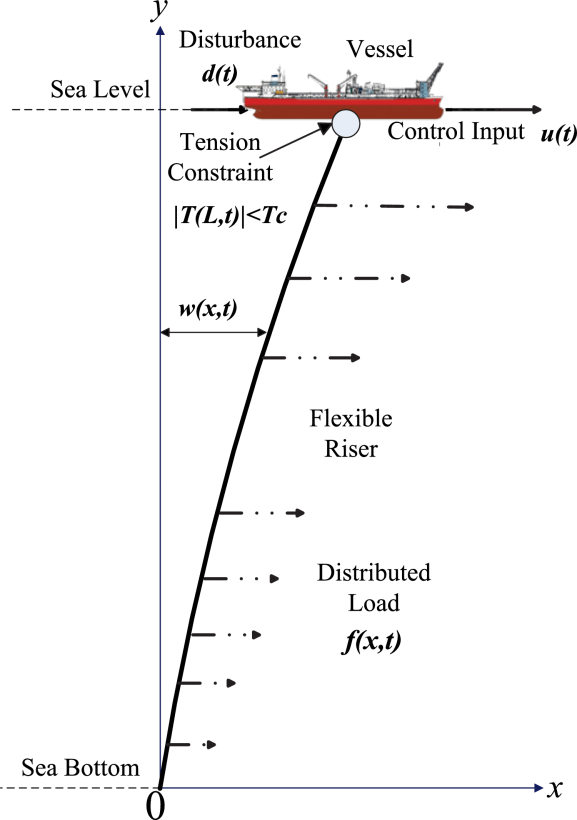 y
Disturbance
d(t)
Vessel
Sea Level
Control Input u(t)
Tension
Constraint
|T(L,t)|<Tc
w(x,t)
Flexible
Riser
Distributed
Load
f(x,t)
Sea Bottom
0
x